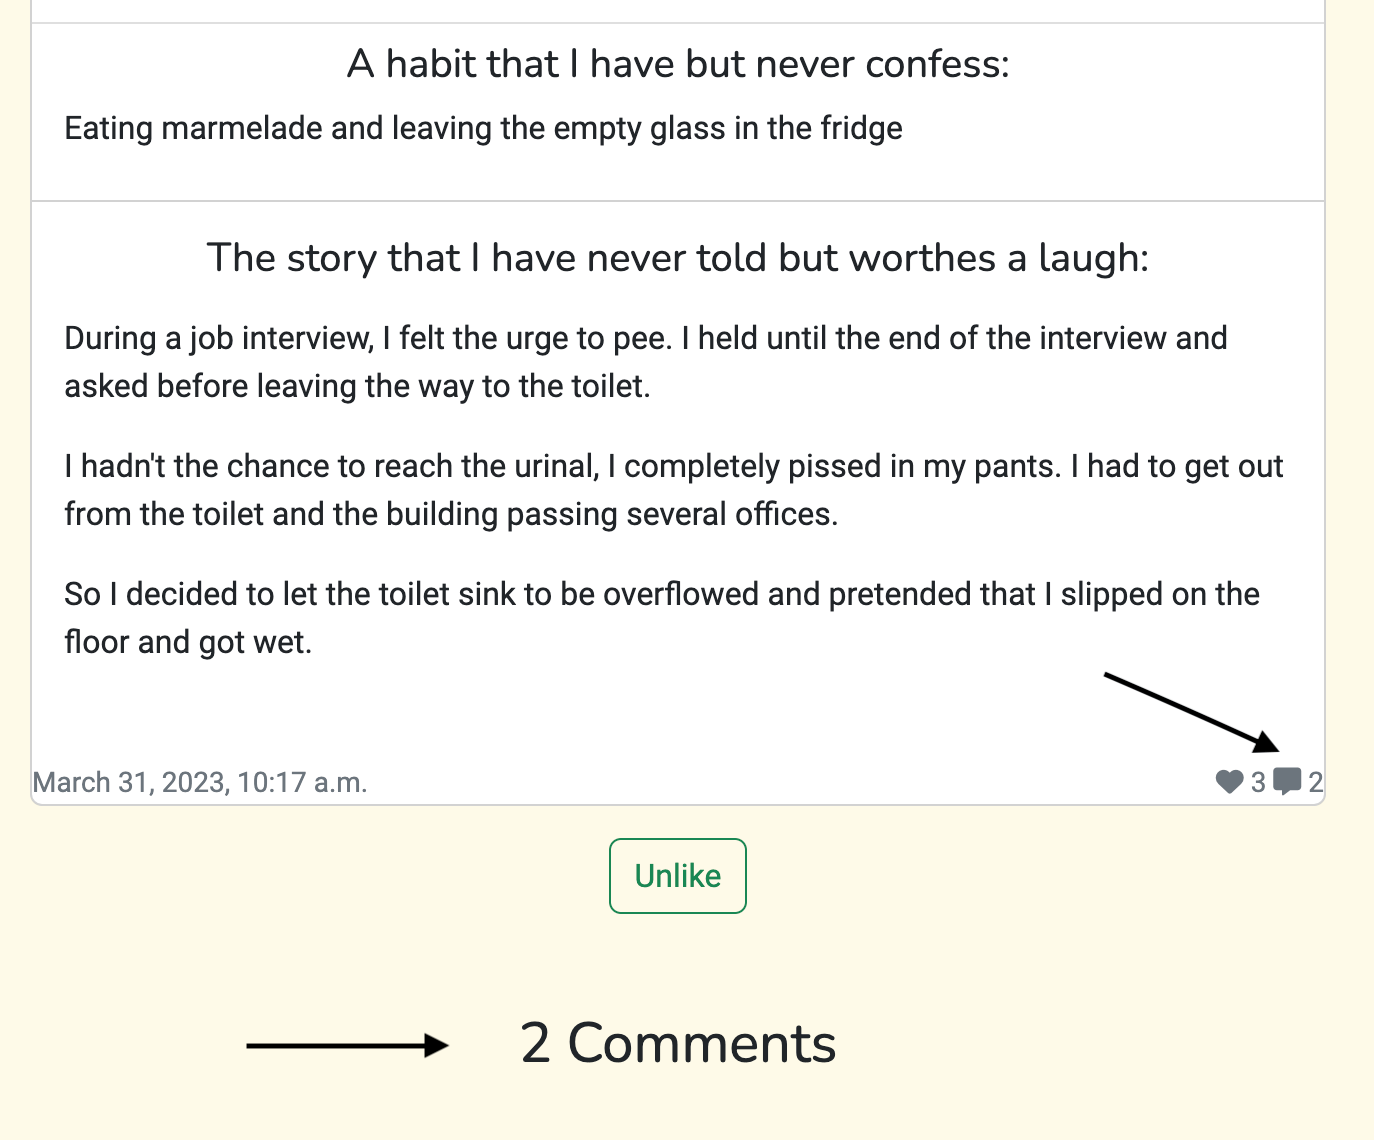 A habit that I have but never confess:
Eating marmelade and leaving the empty glass in the fridge
The story that I have never told but worthes a laugh:
During a job interview, I felt the urge to pee. I held until the end of the interview and
asked before leaving the way to the toilet.
I hadn't the chance to reach the urinal, I completely pissed in my pants. I had to get out
from the toilet and the building passing several offices.
So I decided to let the toilet sink to be overflowed and pretended that I slipped on the
floor and got wet.
March 31, 2023, 10:17 a.m. 3 2
Unlike
2 Comments